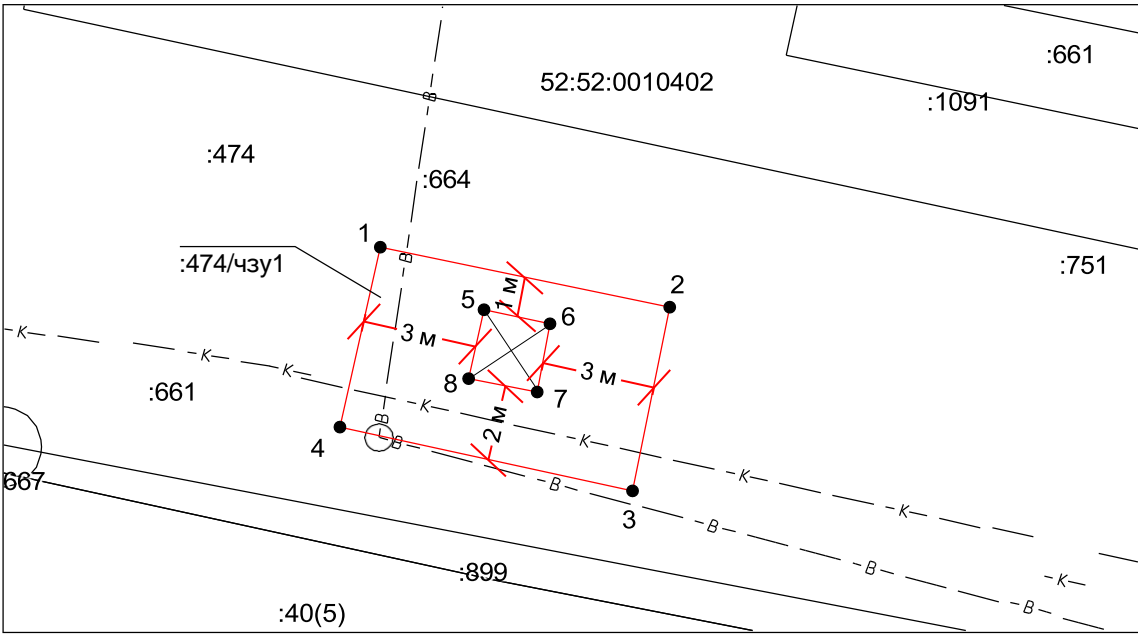 :661
52:52:0010402
:1091
В
:474
:664
1
:474/чзу1
В
:751
2
1 м
5
6
К
3 м
К
3 м
К
8
7
:661
К
2 м
В
4
В
К
К
:667
В
3
К
В
:899
В
К
:40(5)
В